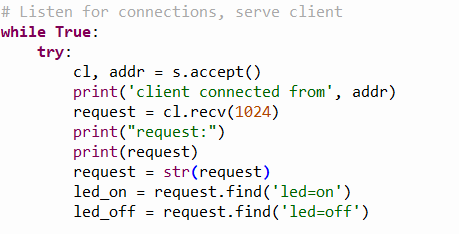 # Listen for connections, serve client
while True:
    try:
        cl, addr = s.accept()
        print('client connected from', addr)
        request = cl.recv(1024)
        print("request:")
        print(request)
        request = str(request)
        led_on = request.find('led=on')
        led_off = request.find('led=off')